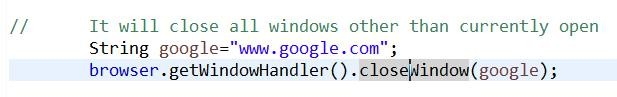 // It will close all windows other than currently open
String google="www.google.com";
browser.getWindowHandler().closeWindow(google);